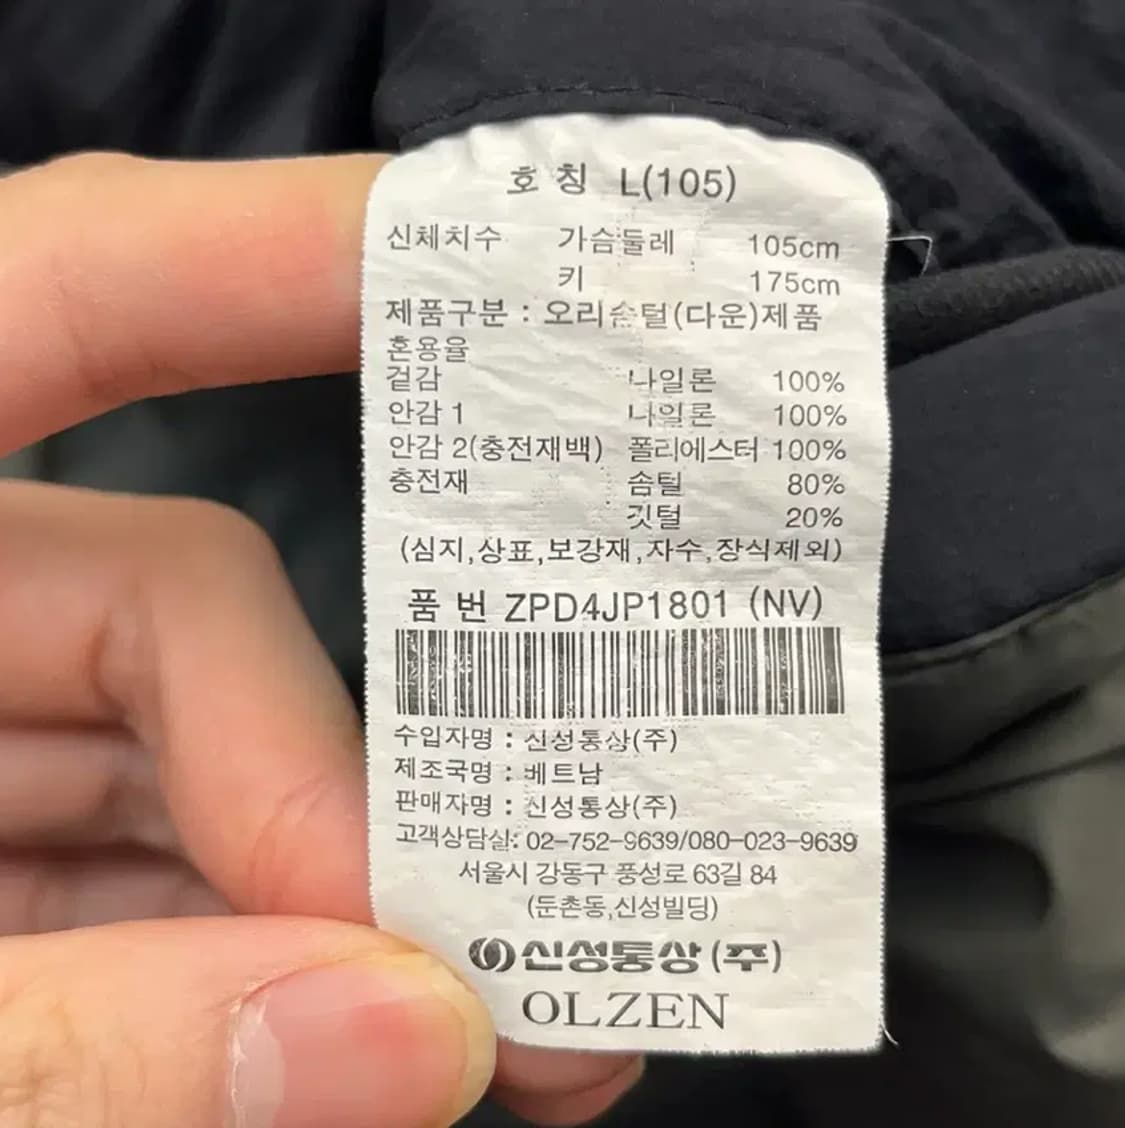 호 칭 L(105)
신체치수 가슴둘레 105cm
키 175cm
제품구분 : 오리솜털(다운)제품
혼용율
겉감 나일론 100%
안감 1 나일론 100%
안감 2(충전재백) 폴리에스터 100%
충전재 솜털 80%
깃털 20%
(심지,상표,보강재,자수,장식제외)
품 번 ZPD4JP1801 (NV)
수입자명 : 신성통상(주)
제조국명 : 베트남
판매자명 : 신성통상(주)
고객상담실: 02-752-9639/080-023-9639
서울시 강동구 풍성로 63길 84
(둔촌동,신성빌딩)
신성통상(주)
OLZEN